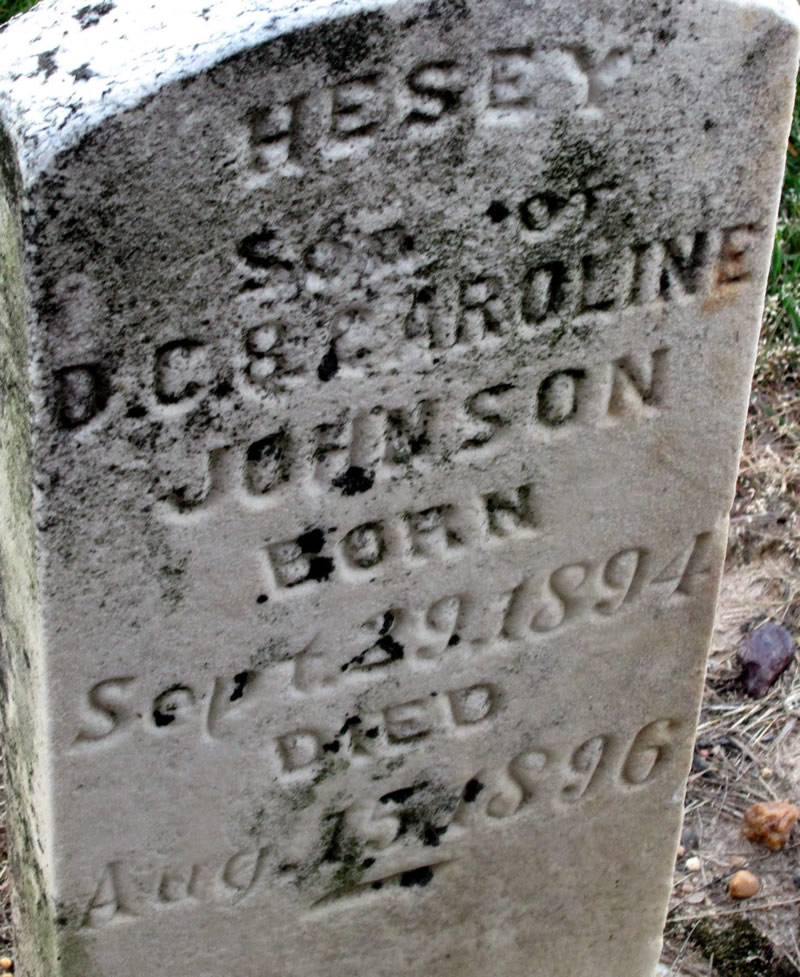 HESEY
Son of
D.C. & CAROLINE
JOHNSON
BORN
Sept. 29. 1894
DIED
Aug. 15. 1896